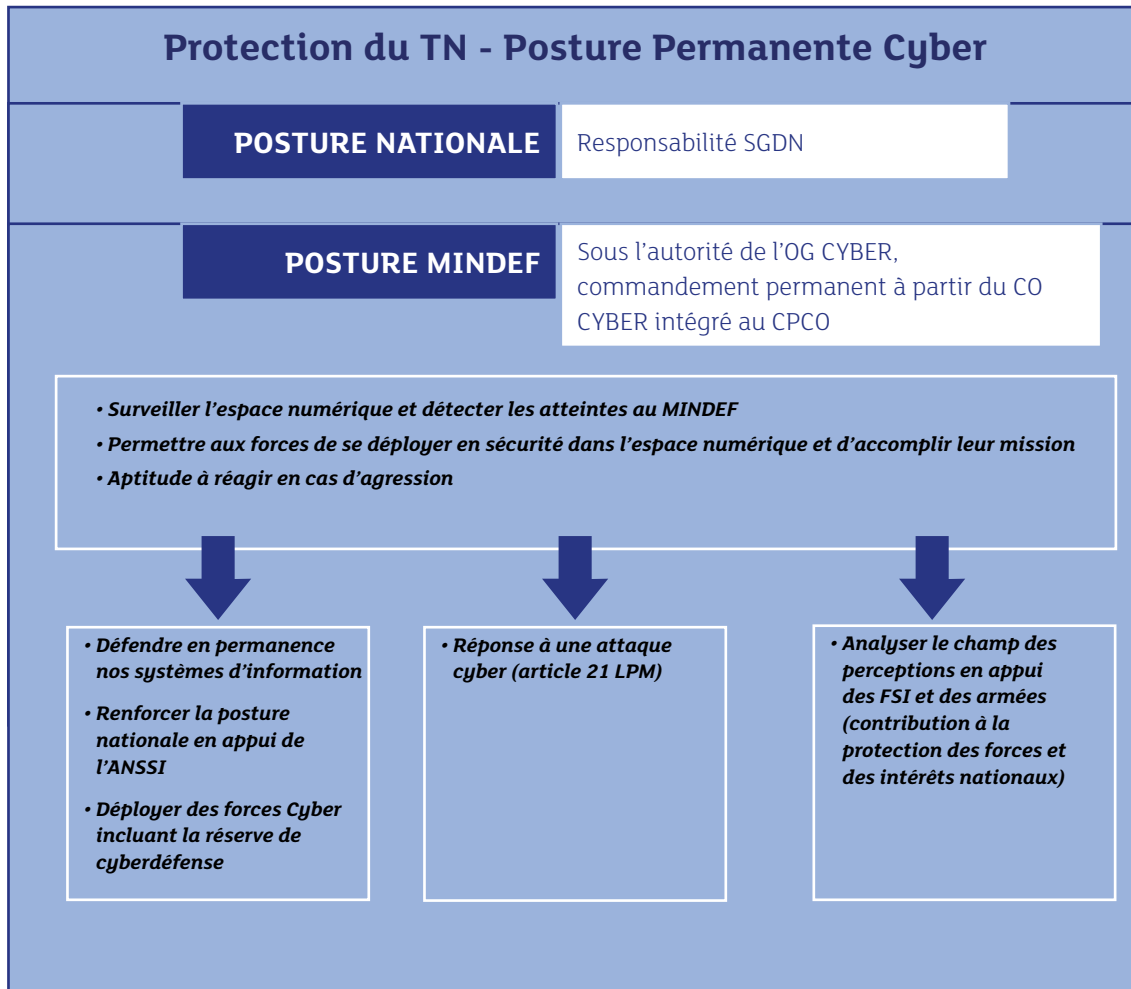 Protection du TN - Posture Permanente Cyber
POSTURE NATIONALE
Responsabilité SGDN
POSTURE MINDEF
Sous l’autorité de l’OG CYBER,
commandement permanent à partir du CO
CYBER intégré au CPCO
• Surveiller l’espace numérique et détecter les atteintes au MINDEF
• Permettre aux forces de se déployer en sécurité dans l’espace numérique et d’accomplir leur mission
• Aptitude à réagir en cas d’agression
• Défendre en permanence
nos systèmes d’information
• Renforcer la posture
nationale en appui de
l’ANSSI
• Déployer des forces Cyber
incluant la réserve de
cyberdéfense
• Réponse à une attaque
cyber (article 21 LPM)
• Analyser le champ des
perceptions en appui
des FSI et des armées
(contribution à la
protection des forces et
des intérêts nationaux)